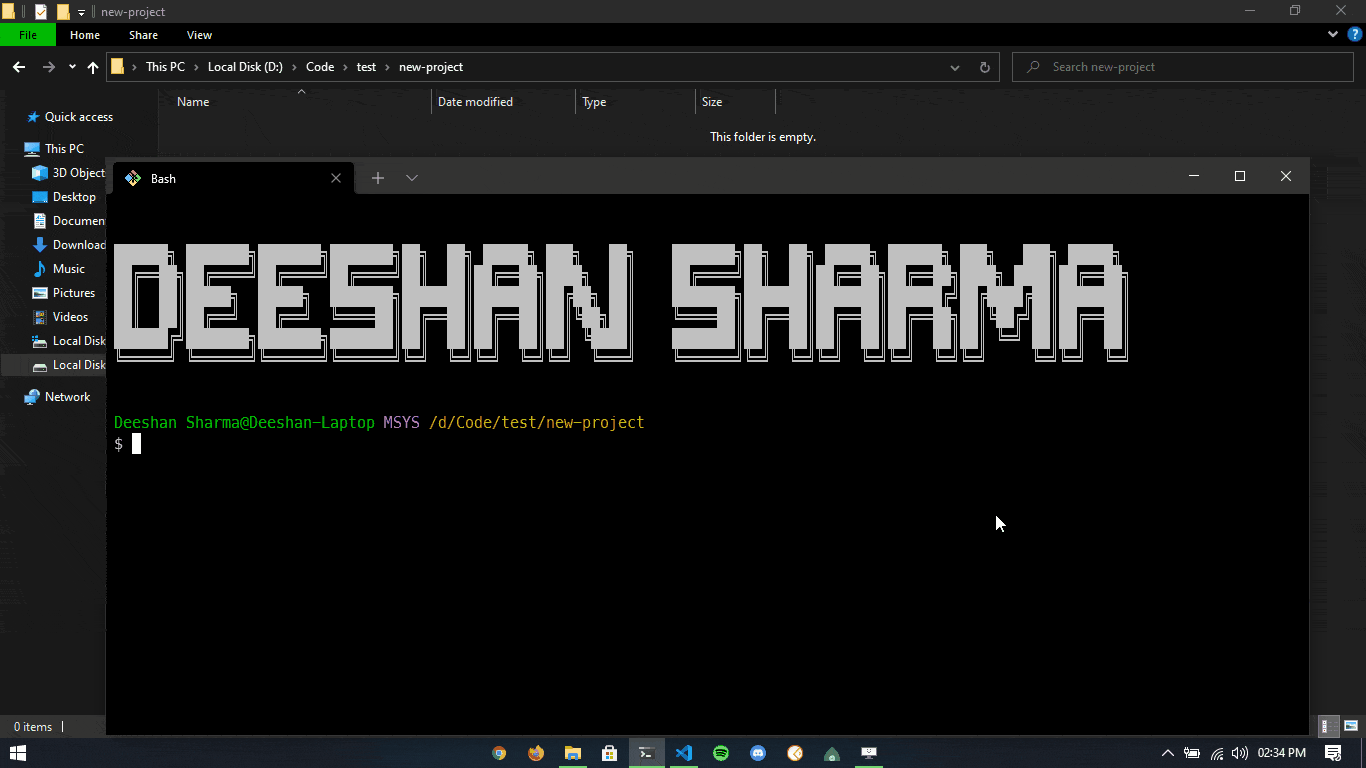 new-project
File Home Share View
This PC Local Disk (D:) Code test new-project
Search new-project
Name Date modified Type Size
This folder is empty.
Quick access
This PC
3D Object
Desktop
Documen
Download
Music
Pictures
Videos
Local Disk
Local Disk
Network
Bash
DEESHAN SHARMA
Deeshan Sharma@Deeshan-Laptop MSYS /d/Code/test/new-project
$
0 items
02:34 PM